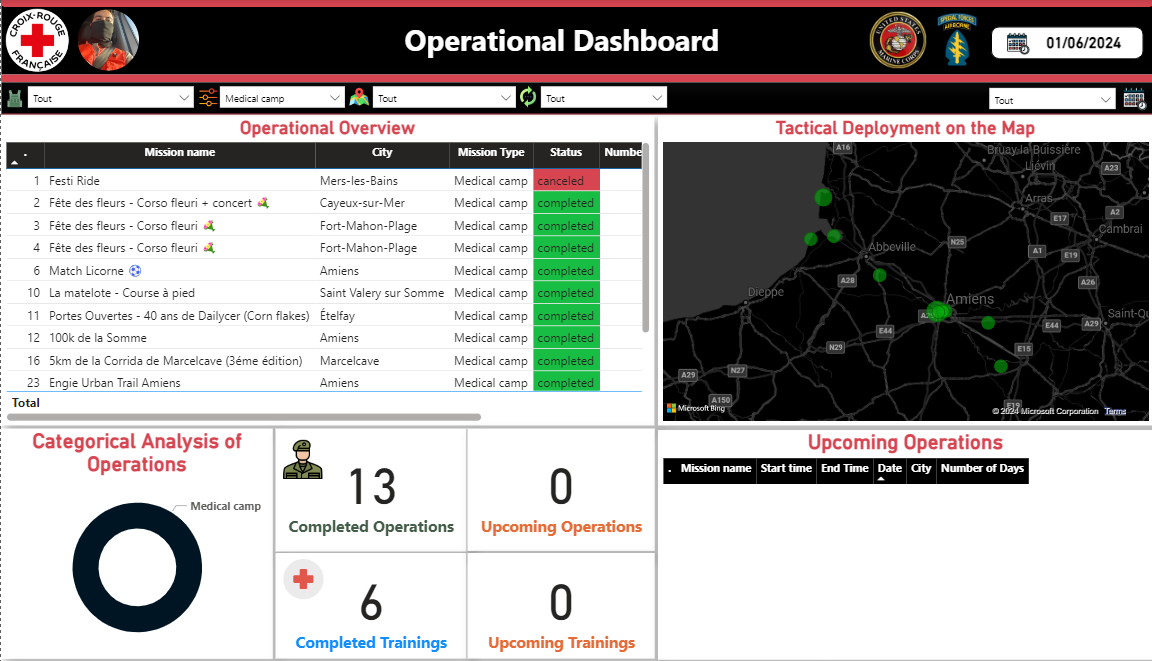 CROIX-ROUGE
FRANÇAISE
Operational Dashboard
UNITED STATES
MARINE CORPS
SPECIAL FORCES
AIRBORNE
01/06/2024
Tout
Medical camp
Tout
Tout
Tout
Operational Overview
. Mission name City Mission Type Status Numbe
1 Festi Ride Mers-les-Bains Medical camp canceled
2 Fête des fleurs - Corso fleuri + concert Cayeux-sur-Mer Medical camp completed
3 Fête des fleurs - Corso fleuri Fort-Mahon-Plage Medical camp completed
4 Fête des fleurs - Corso fleuri Fort-Mahon-Plage Medical camp completed
6 Match Licorne ⚽ Amiens Medical camp completed
10 La matelote - Course à pied Saint Valery sur Somme Medical camp completed
11 Portes Ouvertes - 40 ans de Dailycer (Corn flakes) Ételfay Medical camp completed
12 100k de la Somme Amiens Medical camp completed
16 5km de la Corrida de Marcelcave (3éme édition) Marcelcave Medical camp completed
23 Engie Urban Trail Amiens Amiens Medical camp completed
Total
Tactical Deployment on the Map
A16
Bruay-la-Buissière
Liévin
A23
Arras
E17
A2
Cambrai
N25
Abbeville
A1
E19
A28
A26
Dieppe
Amiens
Saint-Qu
E44
E44
A29
N29
E15
N27
A29
A150
E19
Microsoft Bing
© 2024 Microsoft Corporation Terms
Categorical Analysis of
Operations
Medical camp
13
Completed Operations
0
Upcoming Operations
6
Completed Trainings
0
Upcoming Trainings
Upcoming Operations
. Mission name Start time End Time Date City Number of Days